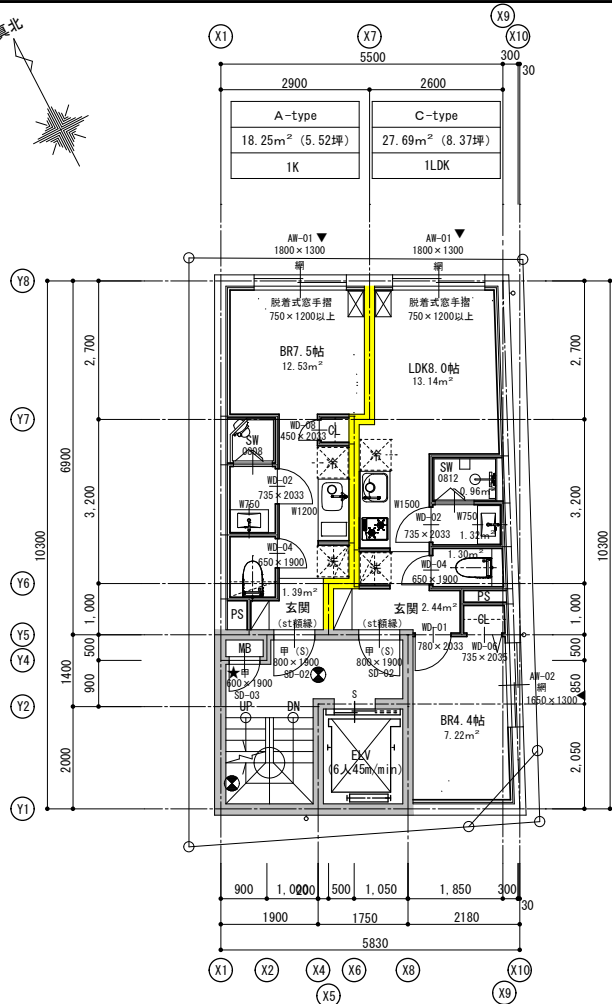 真北
X1
X7
X9
X10
5500
300
30
2900
2600
A-type
18.25m² (5.52坪)
1K
C-type
27.69m² (8.37坪)
1LDK
AW-01 ▼
1800×1300
網
AW-01 ▼
1800×1300
網
Y8
脱着式窓手摺
750×1200以上
脱着式窓手摺
750×1200以上
BR7.5帖
12.53m²
LDK8.0帖
13.14m²
2,700
2,700
Y7
WD-08
450×2033
CL
SW
0808
冷
冷
SW
0812
0.96m²
WD-02
735×2033
W750
W1200
W1500
WD-02
735×2033
W750
1.32m²
6900
3,200
3,200
10300
10300
WD-04
650×1900
洗
洗
WD-04
650×1900
1.30m²
Y6
1.39m²
玄関
(st額縁)
玄関 2.44m²
(st額縁)
PS
PS
CL
1,000
1,000
Y5
MB
甲 (S)
800×1900
SD-02
甲 (S)
800×1900
SD-02
WD-01
780×2033
WD-06
735×2035
500
500
Y4
★甲
600×1900
SD-03
AW-02
網
1650×1300
1400
900
850
Y2
UP
DN
S
ELV
(6人45m/min)
BR4.4帖
7.22m²
2000
2,050
Y1
900
1,000
200
500
1,050
1,850
300
30
1900
1750
2180
5830
X1
X2
X4
X5
X6
X8
X9
X10